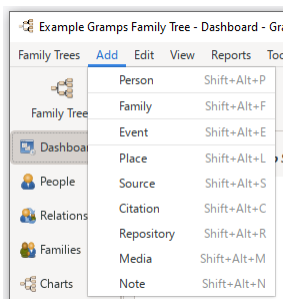 Example Gramps Family Tree - Dashboard - Gra
Family Trees Add Edit View Reports Too
Person Shift+Alt+P
Family Tree
Family Shift+Alt+F
Event Shift+Alt+E
Dashboar
Place Shift+Alt+L
People
Source Shift+Alt+S
Citation Shift+Alt+C
Relations
Repository Shift+Alt+R
Families
Media Shift+Alt+M
Charts
Note Shift+Alt+N